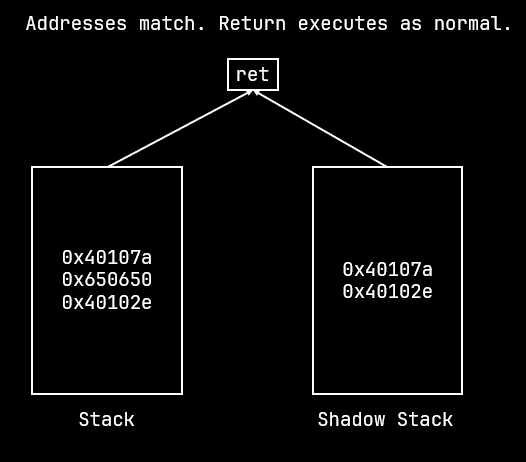 Addresses match. Return executes as normal.
ret
0x40107a
0x650650
0x40102e
0x40107a
0x40102e
Stack
Shadow Stack